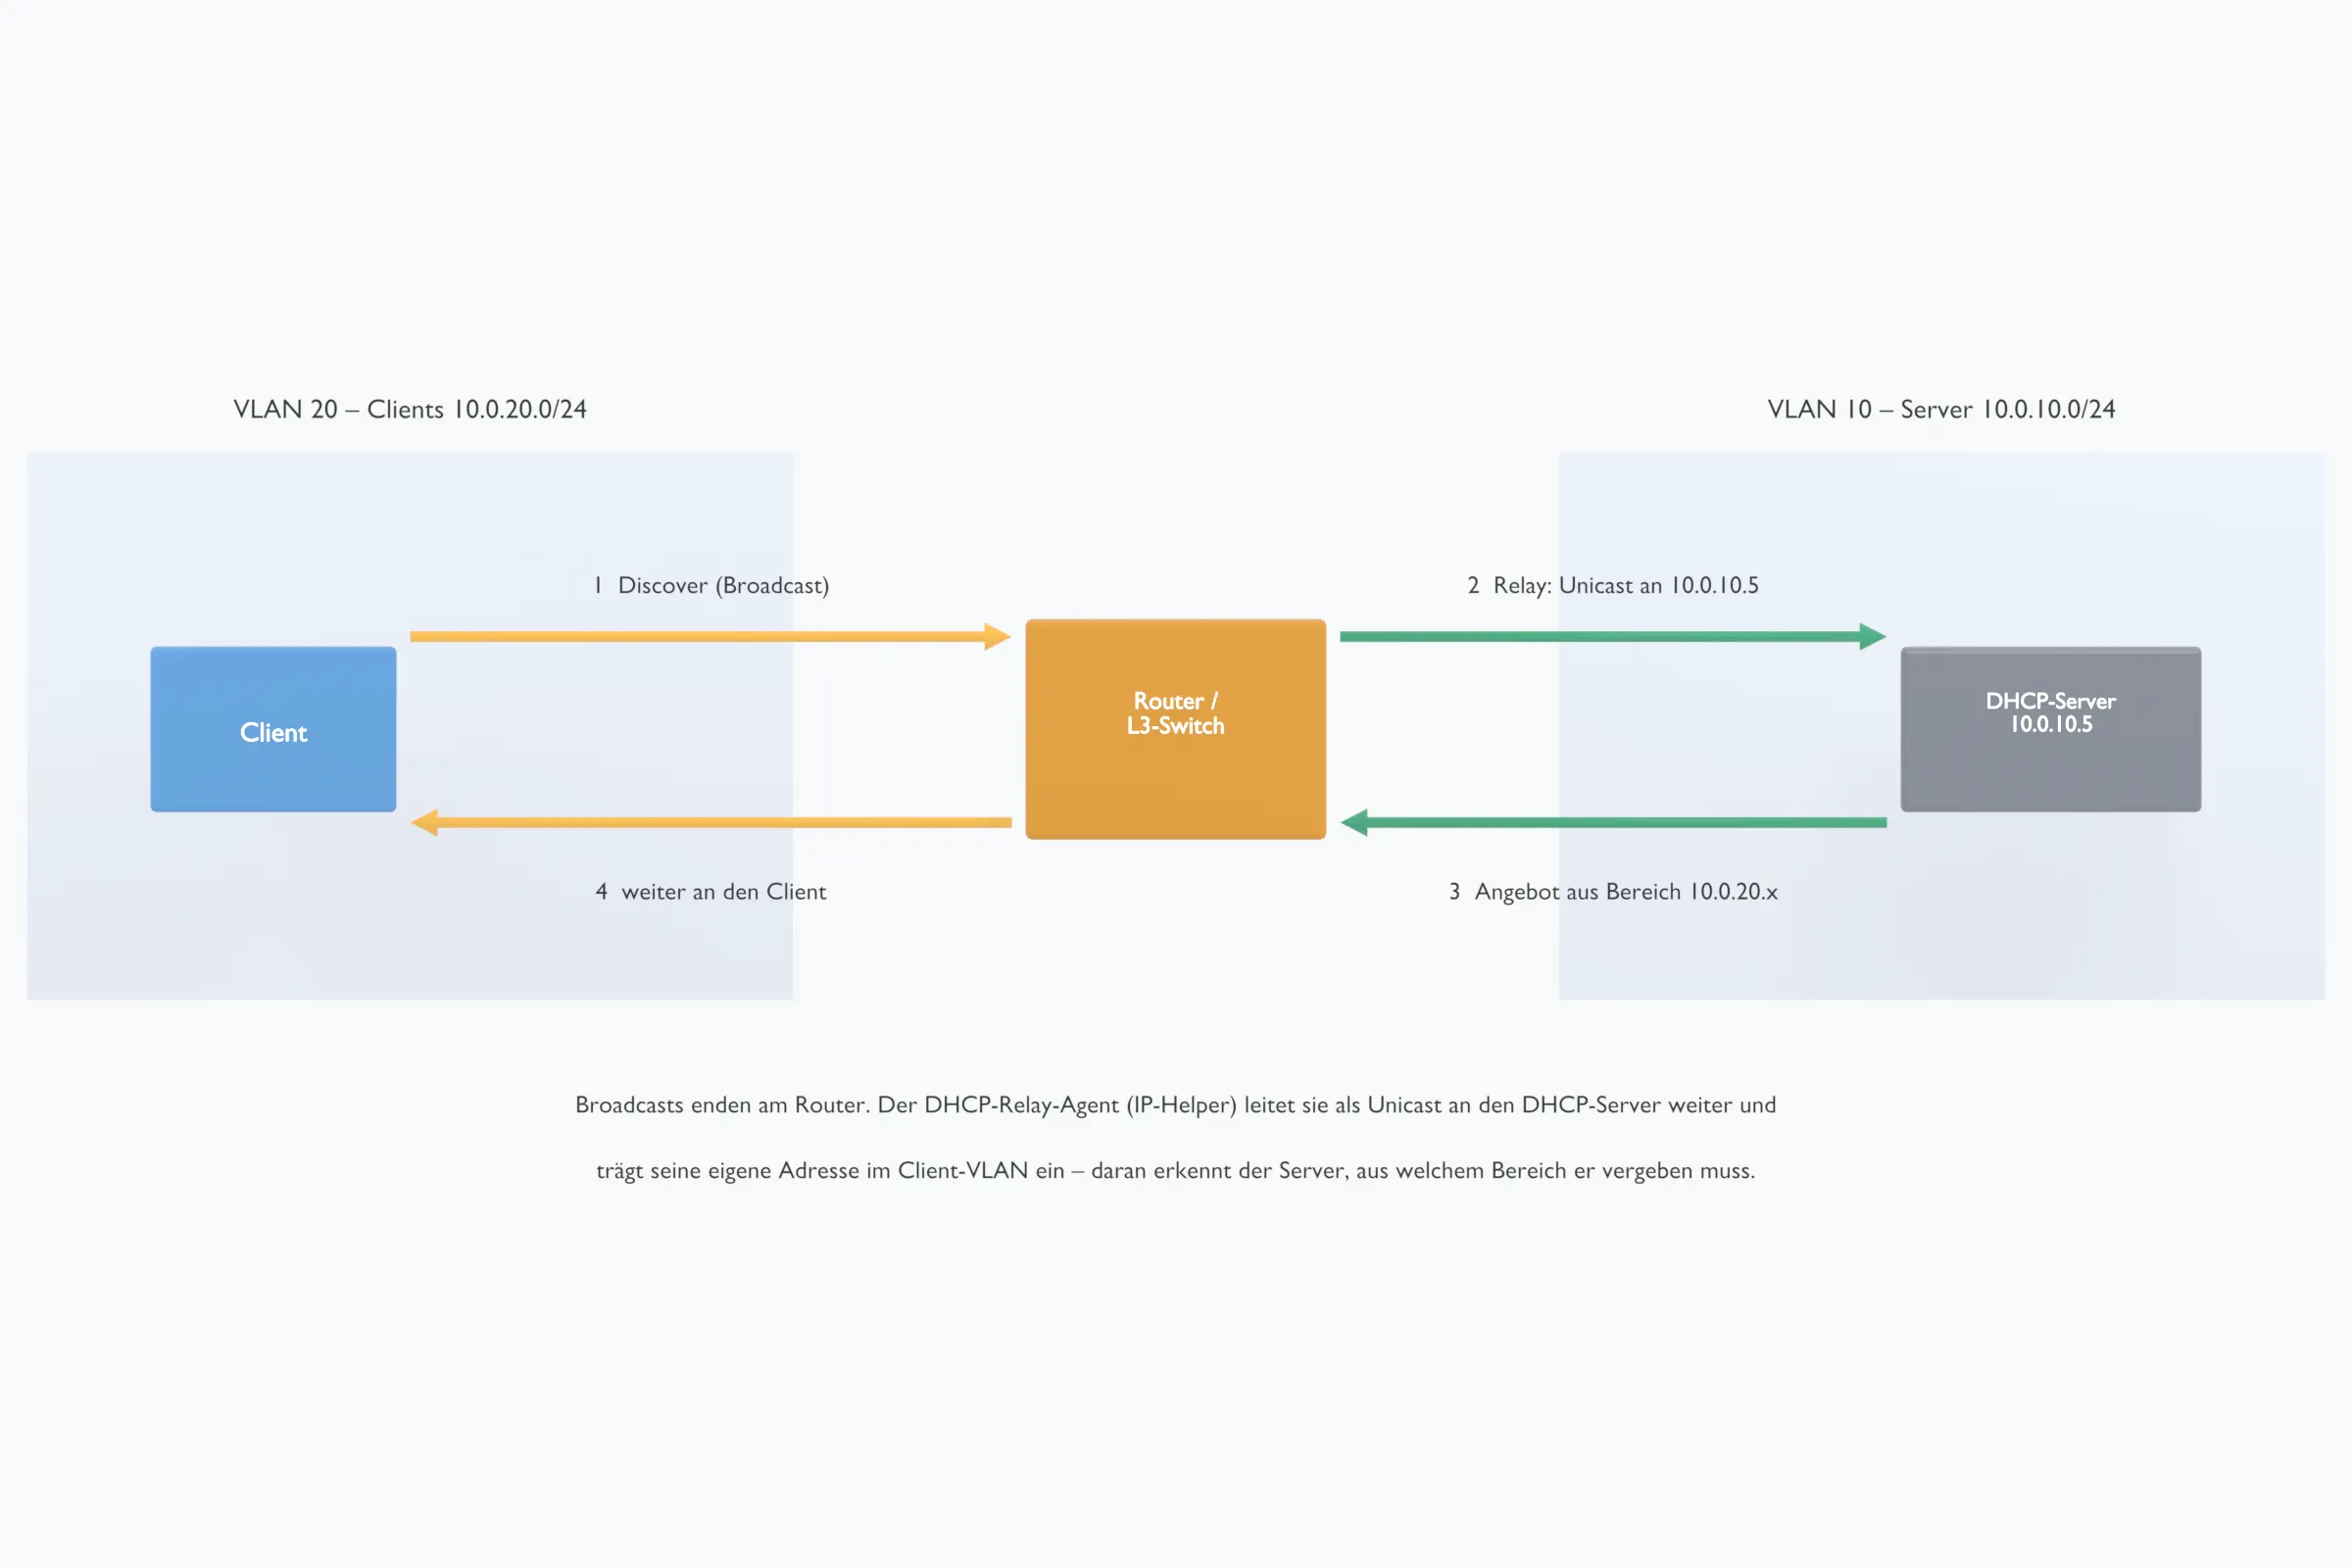 VLAN 20 – Clients 10.0.20.0/24
VLAN 10 – Server 10.0.10.0/24
1 Discover (Broadcast)
2 Relay: Unicast an 10.0.10.5
Client
Router /
L3-Switch
DHCP-Server
10.0.10.5
4 weiter an den Client
3 Angebot aus Bereich 10.0.20.x
Broadcasts enden am Router. Der DHCP-Relay-Agent (IP-Helper) leitet sie als Unicast an den DHCP-Server weiter und
trägt seine eigene Adresse im Client-VLAN ein – daran erkennt der Server, aus welchem Bereich er vergeben muss.